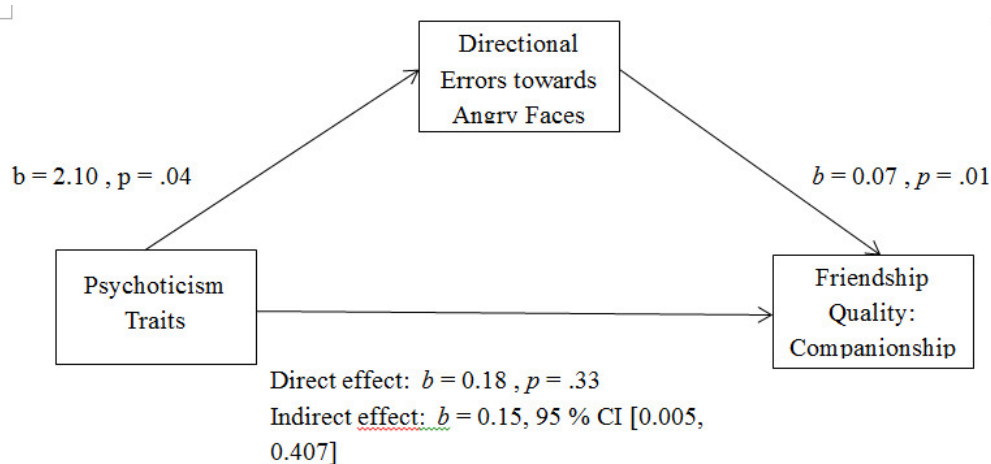 Directional
Errors towards
Angry Faces
b = 2.10 , p = .04
b = 0.07 , p = .01
Psychoticism
Traits
Friendship
Quality:
Companionship
Direct effect: b = 0.18 , p = .33
Indirect effect: b = 0.15, 95 % CI [0.005,
0.407]